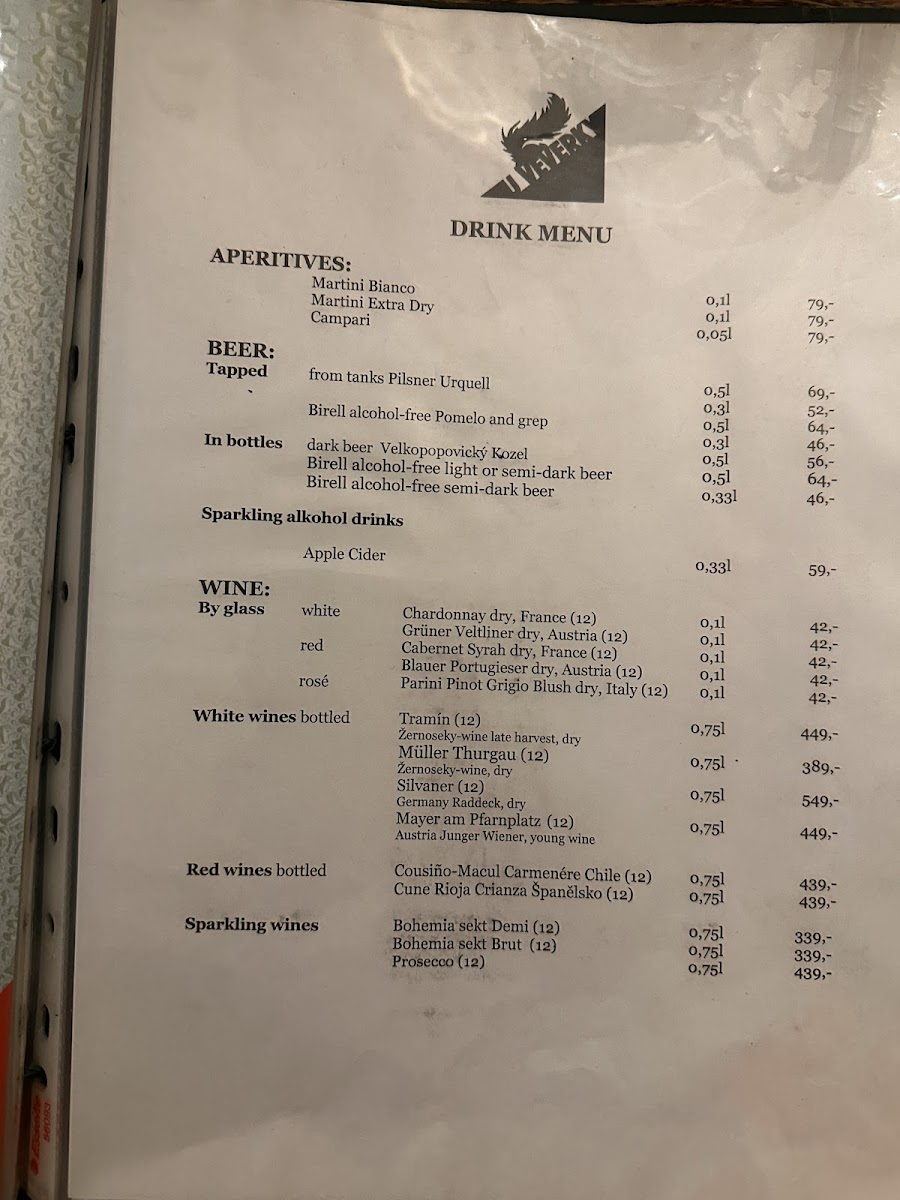 U VEVERKY
DRINK MENU
APERITIVES:
Martini Bianco 0,1l 79,-
Martini Extra Dry 0,1l 79,-
Campari 0,05l 79,-
BEER:
Tapped from tanks Pilsner Urquell 0,5l 69,-
0,3l 52,-
Birell alcohol-free Pomelo and grep 0,5l 64,-
0,3l 46,-
In bottles dark beer Velkopopovický Kozel 0,5l 56,-
Birell alcohol-free light or semi-dark beer 0,5l 64,-
Birell alcohol-free semi-dark beer 0,33l 46,-
Sparkling alkohol drinks
Apple Cider 0,33l 59,-
WINE:
By glass white Chardonnay dry, France (12) 0,1l 42,-
Grüner Veltliner dry, Austria (12) 0,1l 42,-
red Cabernet Syrah dry, France (12) 0,1l 42,-
Blauer Portugieser dry, Austria (12) 0,1l 42,-
rosé Parini Pinot Grigio Blush dry, Italy (12) 0,1l 42,-
White wines bottled Tramín (12) 0,75l 449,-
Žernoseky-wine late harvest, dry
Müller Thurgau (12) 0,75l 389,-
Žernoseky-wine, dry
Silvaner (12) 0,75l 549,-
Germany Raddeck, dry
Mayer am Pfarnplatz (12) 0,75l 449,-
Austria Junger Wiener, young wine
Red wines bottled Cousiño-Macul Carmenére Chile (12) 0,75l 439,-
Cune Rioja Crianza Španělsko (12) 0,75l 439,-
Sparkling wines Bohemia sekt Demi (12) 0,75l 339,-
Bohemia sekt Brut (12) 0,75l 339,-
Prosecco (12) 0,75l 439,-
56093